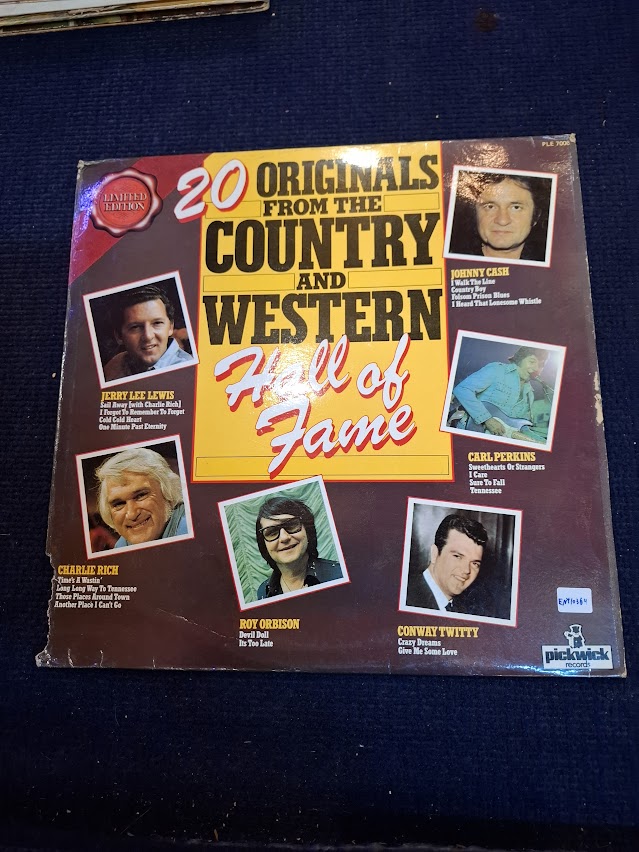 PLE 7000
LIMITED
EDITION
20 ORIGINALS
FROM THE
COUNTRY
AND
WESTERN
Hall of
Fame
JOHNNY CASH
I Walk The Line
Country Boy
Folsom Prison Blues
I Heard That Lonesome Whistle
JERRY LEE LEWIS
Sail Away [with Charlie Rich]
I Forgot To Remember To Forget
Cold Cold Heart
One Minute Past Eternity
CARL PERKINS
Sweethearts Or Strangers
I Care
Sure To Fall
Tennessee
CHARLIE RICH
Time's A Wastin'
Long Long Way To Tennessee
Those Places Around Town
Another Place I Can't Go
ROY ORBISON
Devil Doll
Its Too Late
CONWAY TWITTY
Crazy Dreams
Give Me Some Love
pickwick
records